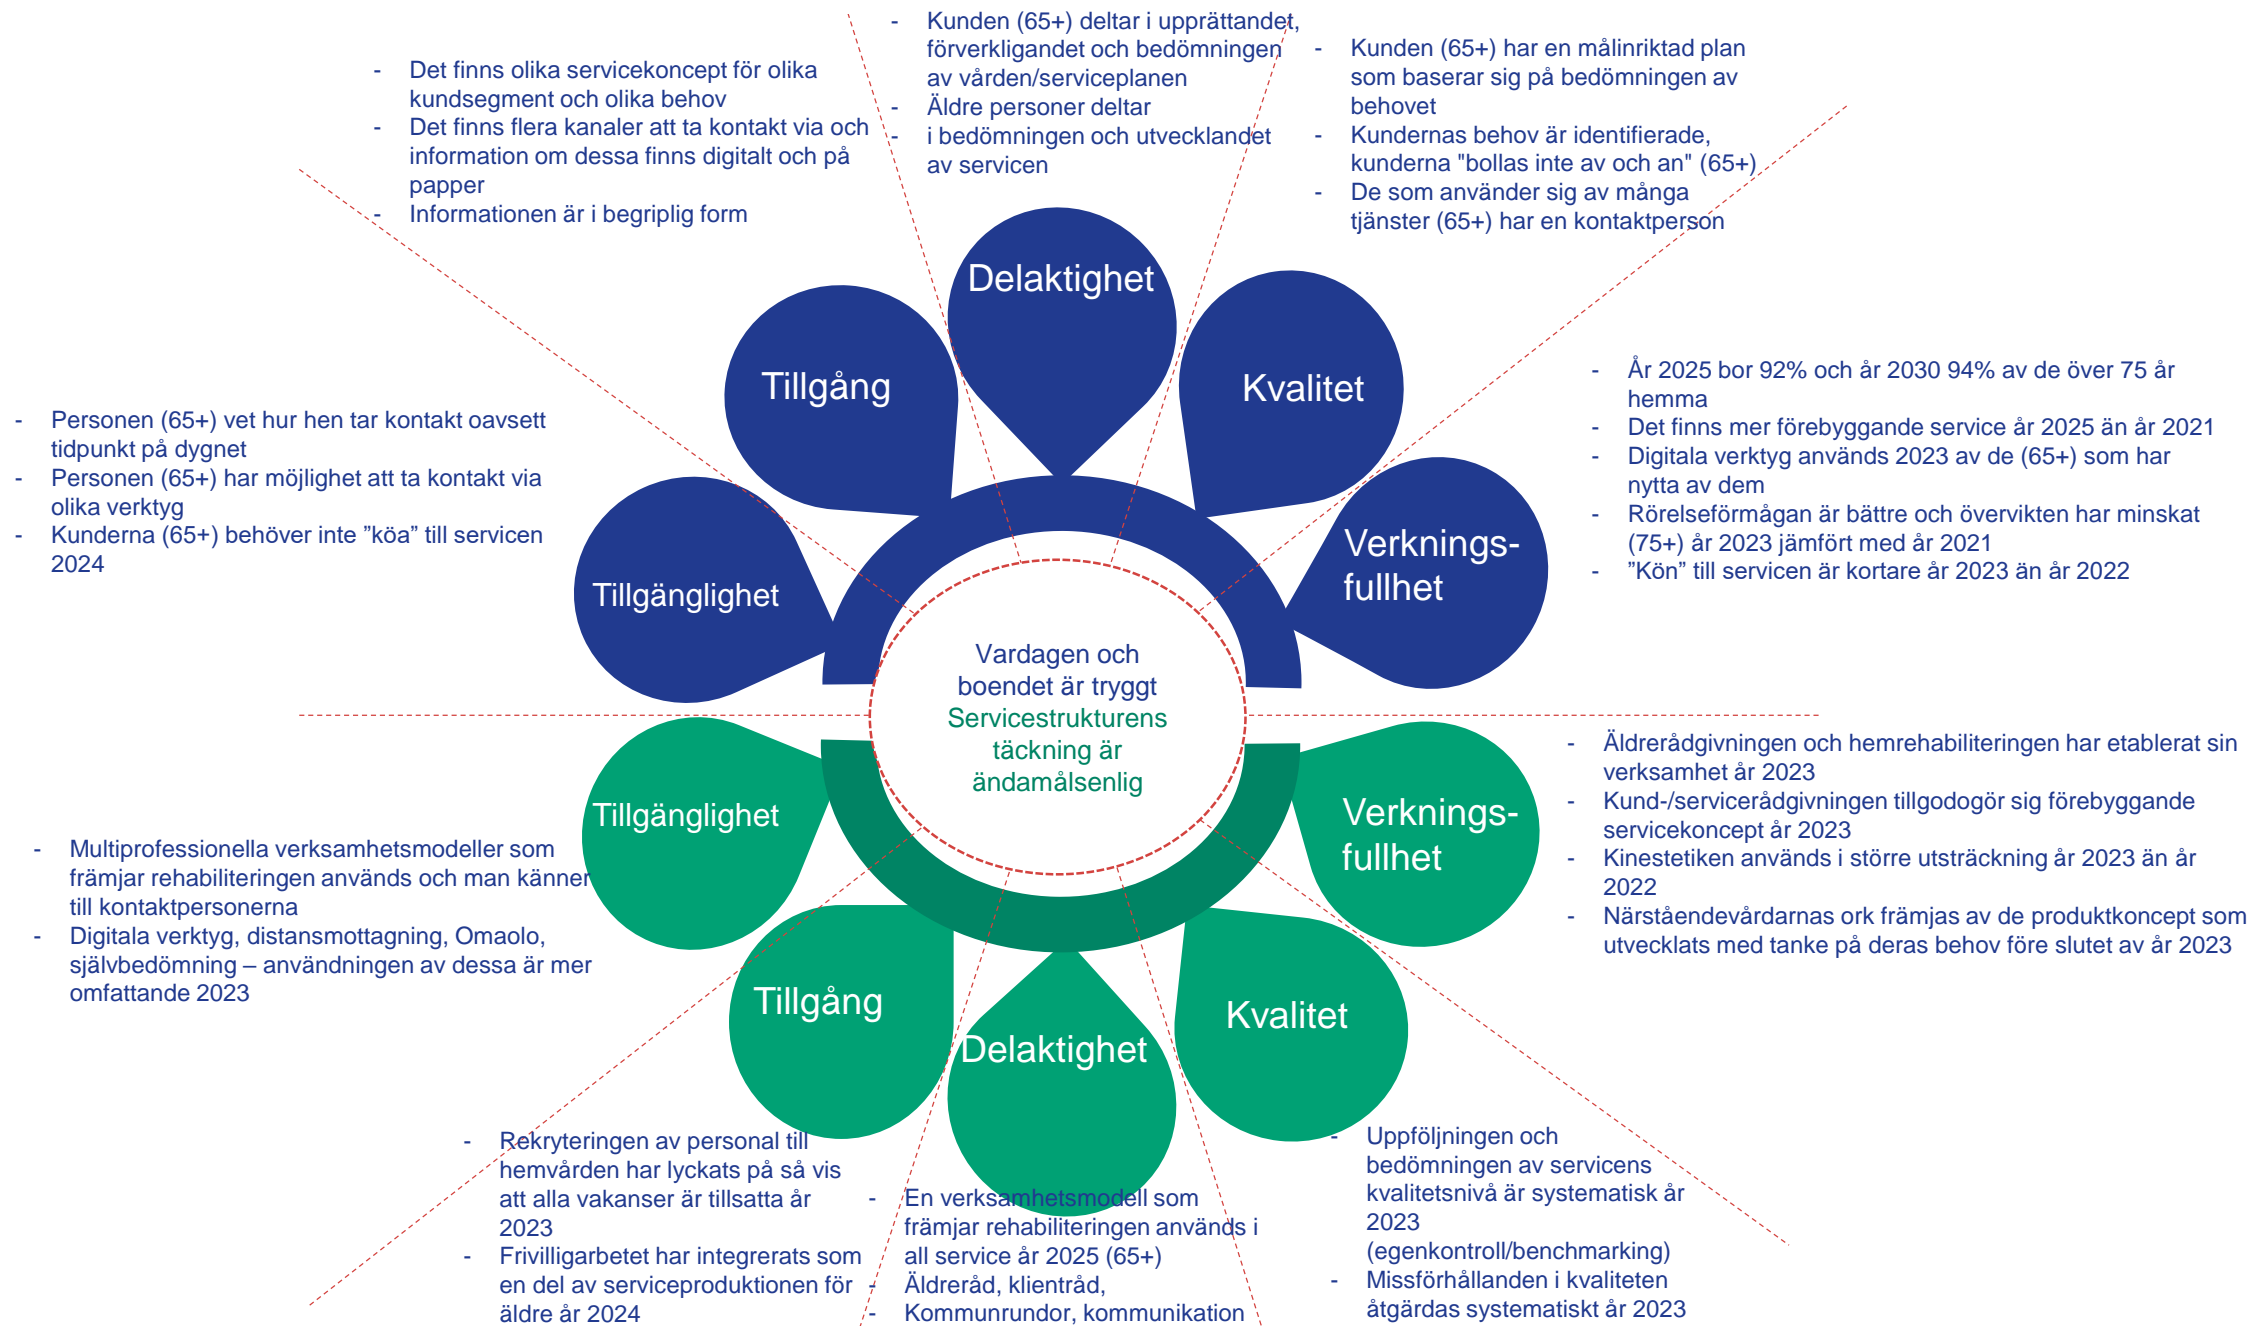 - Kunden (65+) deltar i upprättandet,
förverkligandet och bedömningen
av vården/serviceplanen
- Äldre personer deltar
- i bedömningen och utvecklandet
av servicen
- Det finns olika servicekoncept för olika
kundsegment och olika behov
- Det finns flera kanaler att ta kontakt via och
information om dessa finns digitalt och på
papper
- Informationen är i begriplig form
- Kunden (65+) har en målinriktad plan
som baserar sig på bedömningen av
behovet
- Kundernas behov är identifierade,
kunderna "bollas inte av och an" (65+)
- De som använder sig av många
tjänster (65+) har en kontaktperson
Delaktighet
Tillgång
Kvalitet
- Personen (65+) vet hur hen tar kontakt oavsett
tidpunkt på dygnet
- Personen (65+) har möjlighet att ta kontakt via
olika verktyg
- Kunderna (65+) behöver inte ”köa” till servicen
2024
- År 2025 bor 92% och år 2030 94% av de över 75 år
hemma
- Det finns mer förebyggande service år 2025 än år 2021
- Digitala verktyg används 2023 av de (65+) som har
nytta av dem
- Rörelseförmågan är bättre och övervikten har minskat
(75+) år 2023 jämfört med år 2021
- ”Kön” till servicen är kortare år 2023 än år 2022
Tillgänglighet
Verknings-
fullhet
Vardagen och
boendet är tryggt
Servicestrukturens
täckning är
ändamålsenlig
Tillgänglighet
Verknings-
fullhet
- Äldrerådgivningen och hemrehabiliteringen har etablerat sin
verksamhet år 2023
- Kund-/servicerådgivningen tillgodogör sig förebyggande
servicekoncept år 2023
- Kinestetiken används i större utsträckning år 2023 än år
2022
- Närståendevårdarnas ork främjas av de produktkoncept som
utvecklats med tanke på deras behov före slutet av år 2023
- Multiprofessionella verksamhetsmodeller som
främjar rehabiliteringen används och man känner
till kontaktpersonerna
- Digitala verktyg, distansmottagning, Omaolo,
självbedömning – användningen av dessa är mer
omfattande 2023
Tillgång
Delaktighet
Kvalitet
- Rekryteringen av personal till
hemvården har lyckats på så vis
att alla vakanser är tillsatta år
2023
- Frivilligarbetet har integrerats som
en del av serviceproduktionen för
äldre år 2024
- En verksamhetsmodell som
främjar rehabiliteringen används i
all service år 2025 (65+)
- Äldreråd, klientråd,
- Kommunrundor, kommunikation
- Uppföljningen och
bedömningen av servicens
kvalitetsnivå är systematisk år
2023
(egenkontroll/benchmarking)
- Missförhållanden i kvaliteten
åtgärdas systematiskt år 2023